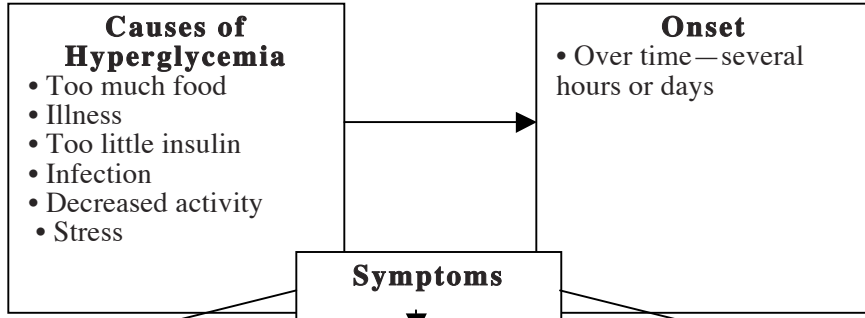 Causes of
Hyperglycemia
• Too much food
• Illness
• Too little insulin
• Infection
• Decreased activity
• Stress
Onset
• Over time—several
hours or days
Symptoms